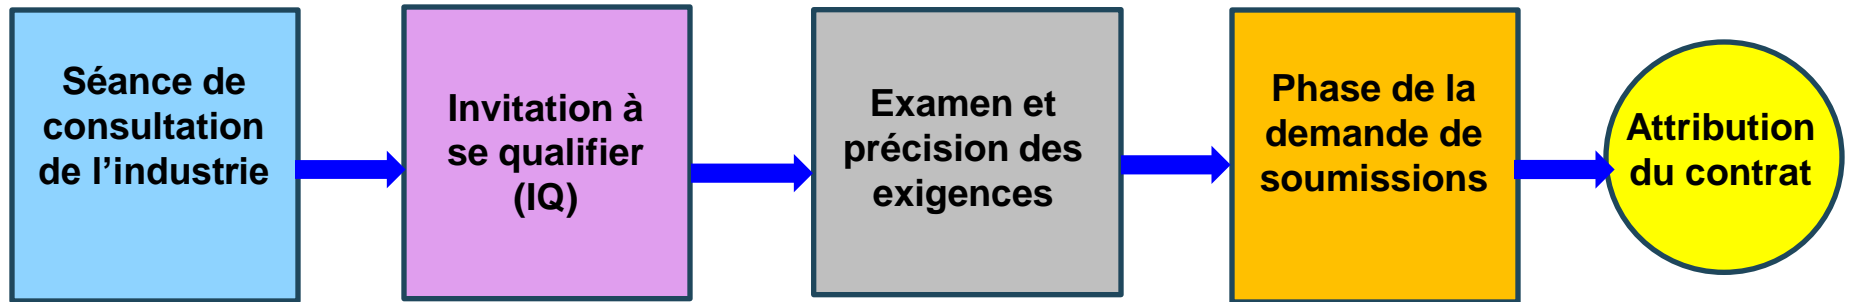 Séance de
consultation
de l’industrie
Invitation à
se qualifier
(IQ)
Examen et
précision des
exigences
Phase de la
demande de
soumissions
Attribution
du contrat